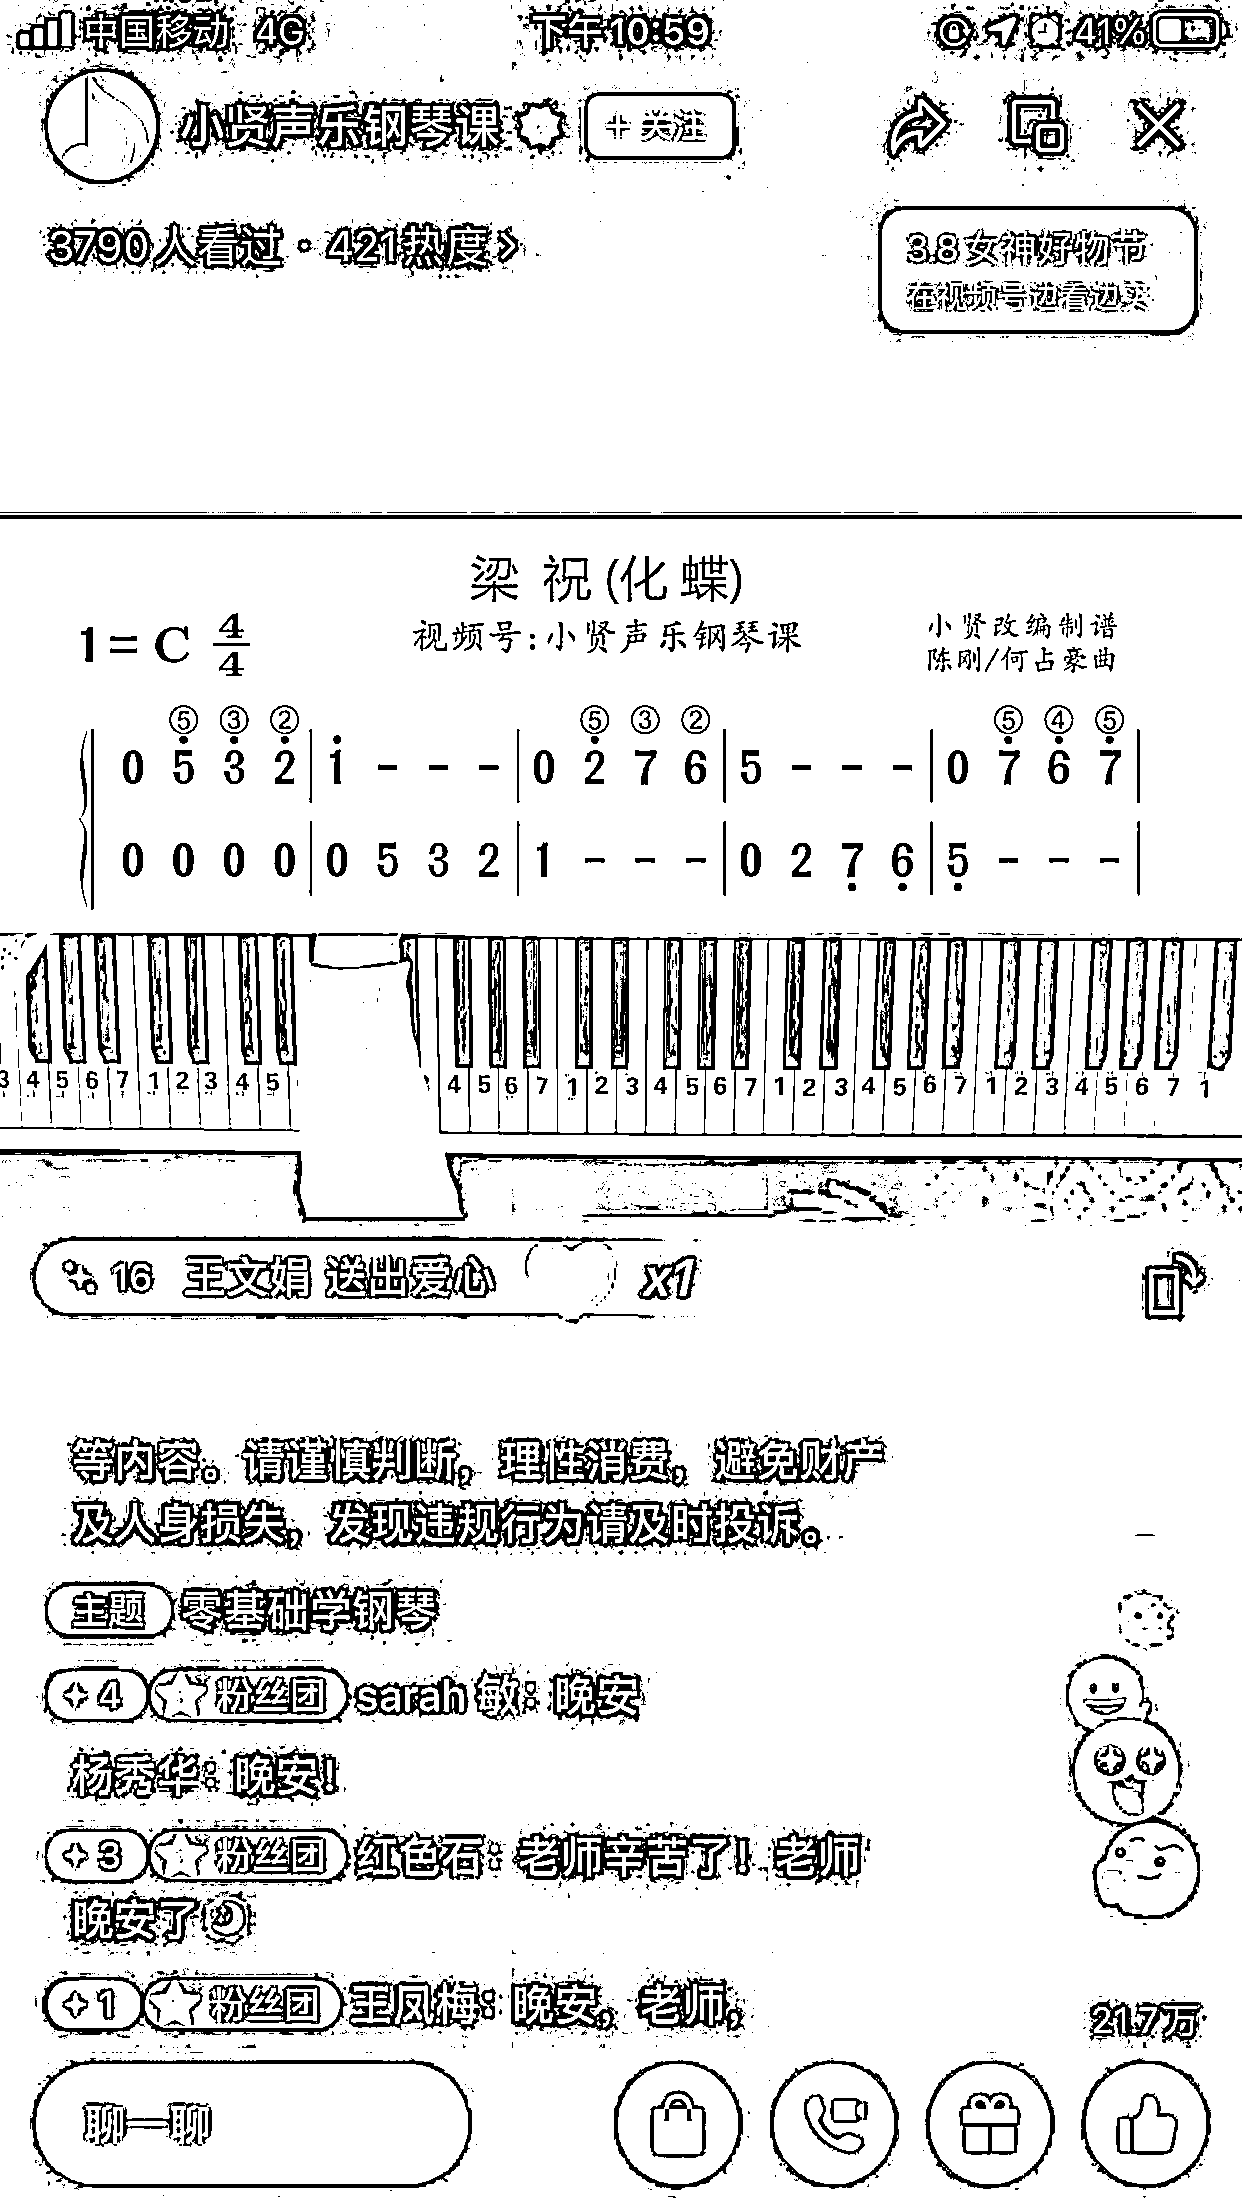 中国移动 4G 下午10:59 41%
小贤声乐钢琴课 + 关注
3790人看过 · 421热度 >
3.8女神好物节
在视频号边看边买
梁 祝(化蝶)
1= C 4/4 视频号:小贤声乐钢琴课 小贤改编制谱
陈刚/何占豪曲
⑤ ③ ② ⑤ ③ ② ⑤ ④ ⑤
0 5 3 2 | 1 - - - | 0 2 7 6 | 5 - - - | 0 7 6 7 |
0 0 0 0 | 0 5 3 2 | 1 - - - | 0 2 7 6 | 5 - - - |
3 4 5 6 7 1 2 3 4 5 4 5 6 7 1 2 3 4 5 6 7 1 2 3 4 5 6 7 1 2 3 4 5 6 7 1
16 王文娟 送出爱心 x1
等内容。请谨慎判断，理性消费，避免财产
及人身损失，发现违规行为请及时投诉。
主题 零基础学钢琴
4 粉丝团 sarah 敏：晚安
杨秀华：晚安！
3 粉丝团 红色石：老师辛苦了！老师
晚安了
1 粉丝团 王凤梅：晚安，老师，
21.7万
聊一聊